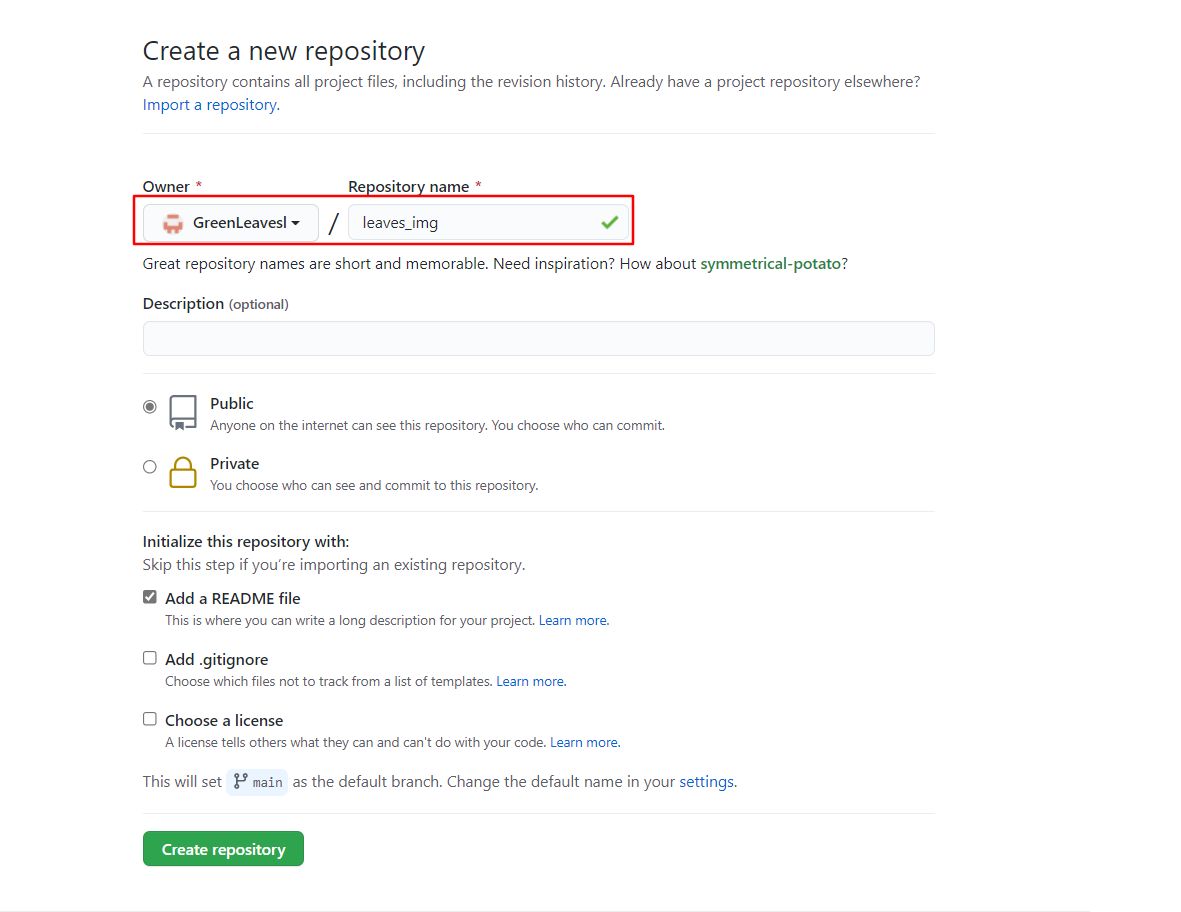 Create a new repository
A repository contains all project files, including the revision history. Already have a project repository elsewhere?
Import a repository.
Owner * Repository name *
GreenLeavesl / leaves_img
Great repository names are short and memorable. Need inspiration? How about symmetrical-potato?
Description (optional)
Public
Anyone on the internet can see this repository. You choose who can commit.
Private
You choose who can see and commit to this repository.
Initialize this repository with:
Skip this step if you're importing an existing repository.
Add a README file
This is where you can write a long description for your project. Learn more.
Add .gitignore
Choose which files not to track from a list of templates. Learn more.
Choose a license
A license tells others what they can and can't do with your code. Learn more.
This will set main as the default branch. Change the default name in your settings.
Create repository